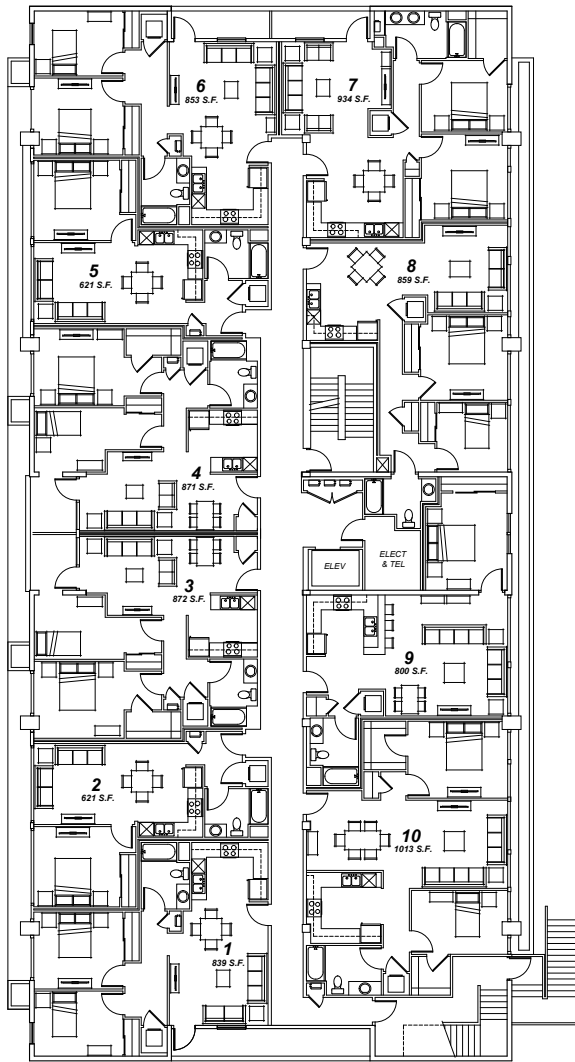 6
853 S.F.
7
934 S.F.
5
621 S.F.
8
859 S.F.
4
871 S.F.
ELEV
ELECT
& TEL
3
872 S.F.
9
800 S.F.
2
621 S.F.
10
1013 S.F.
1
839 S.F.